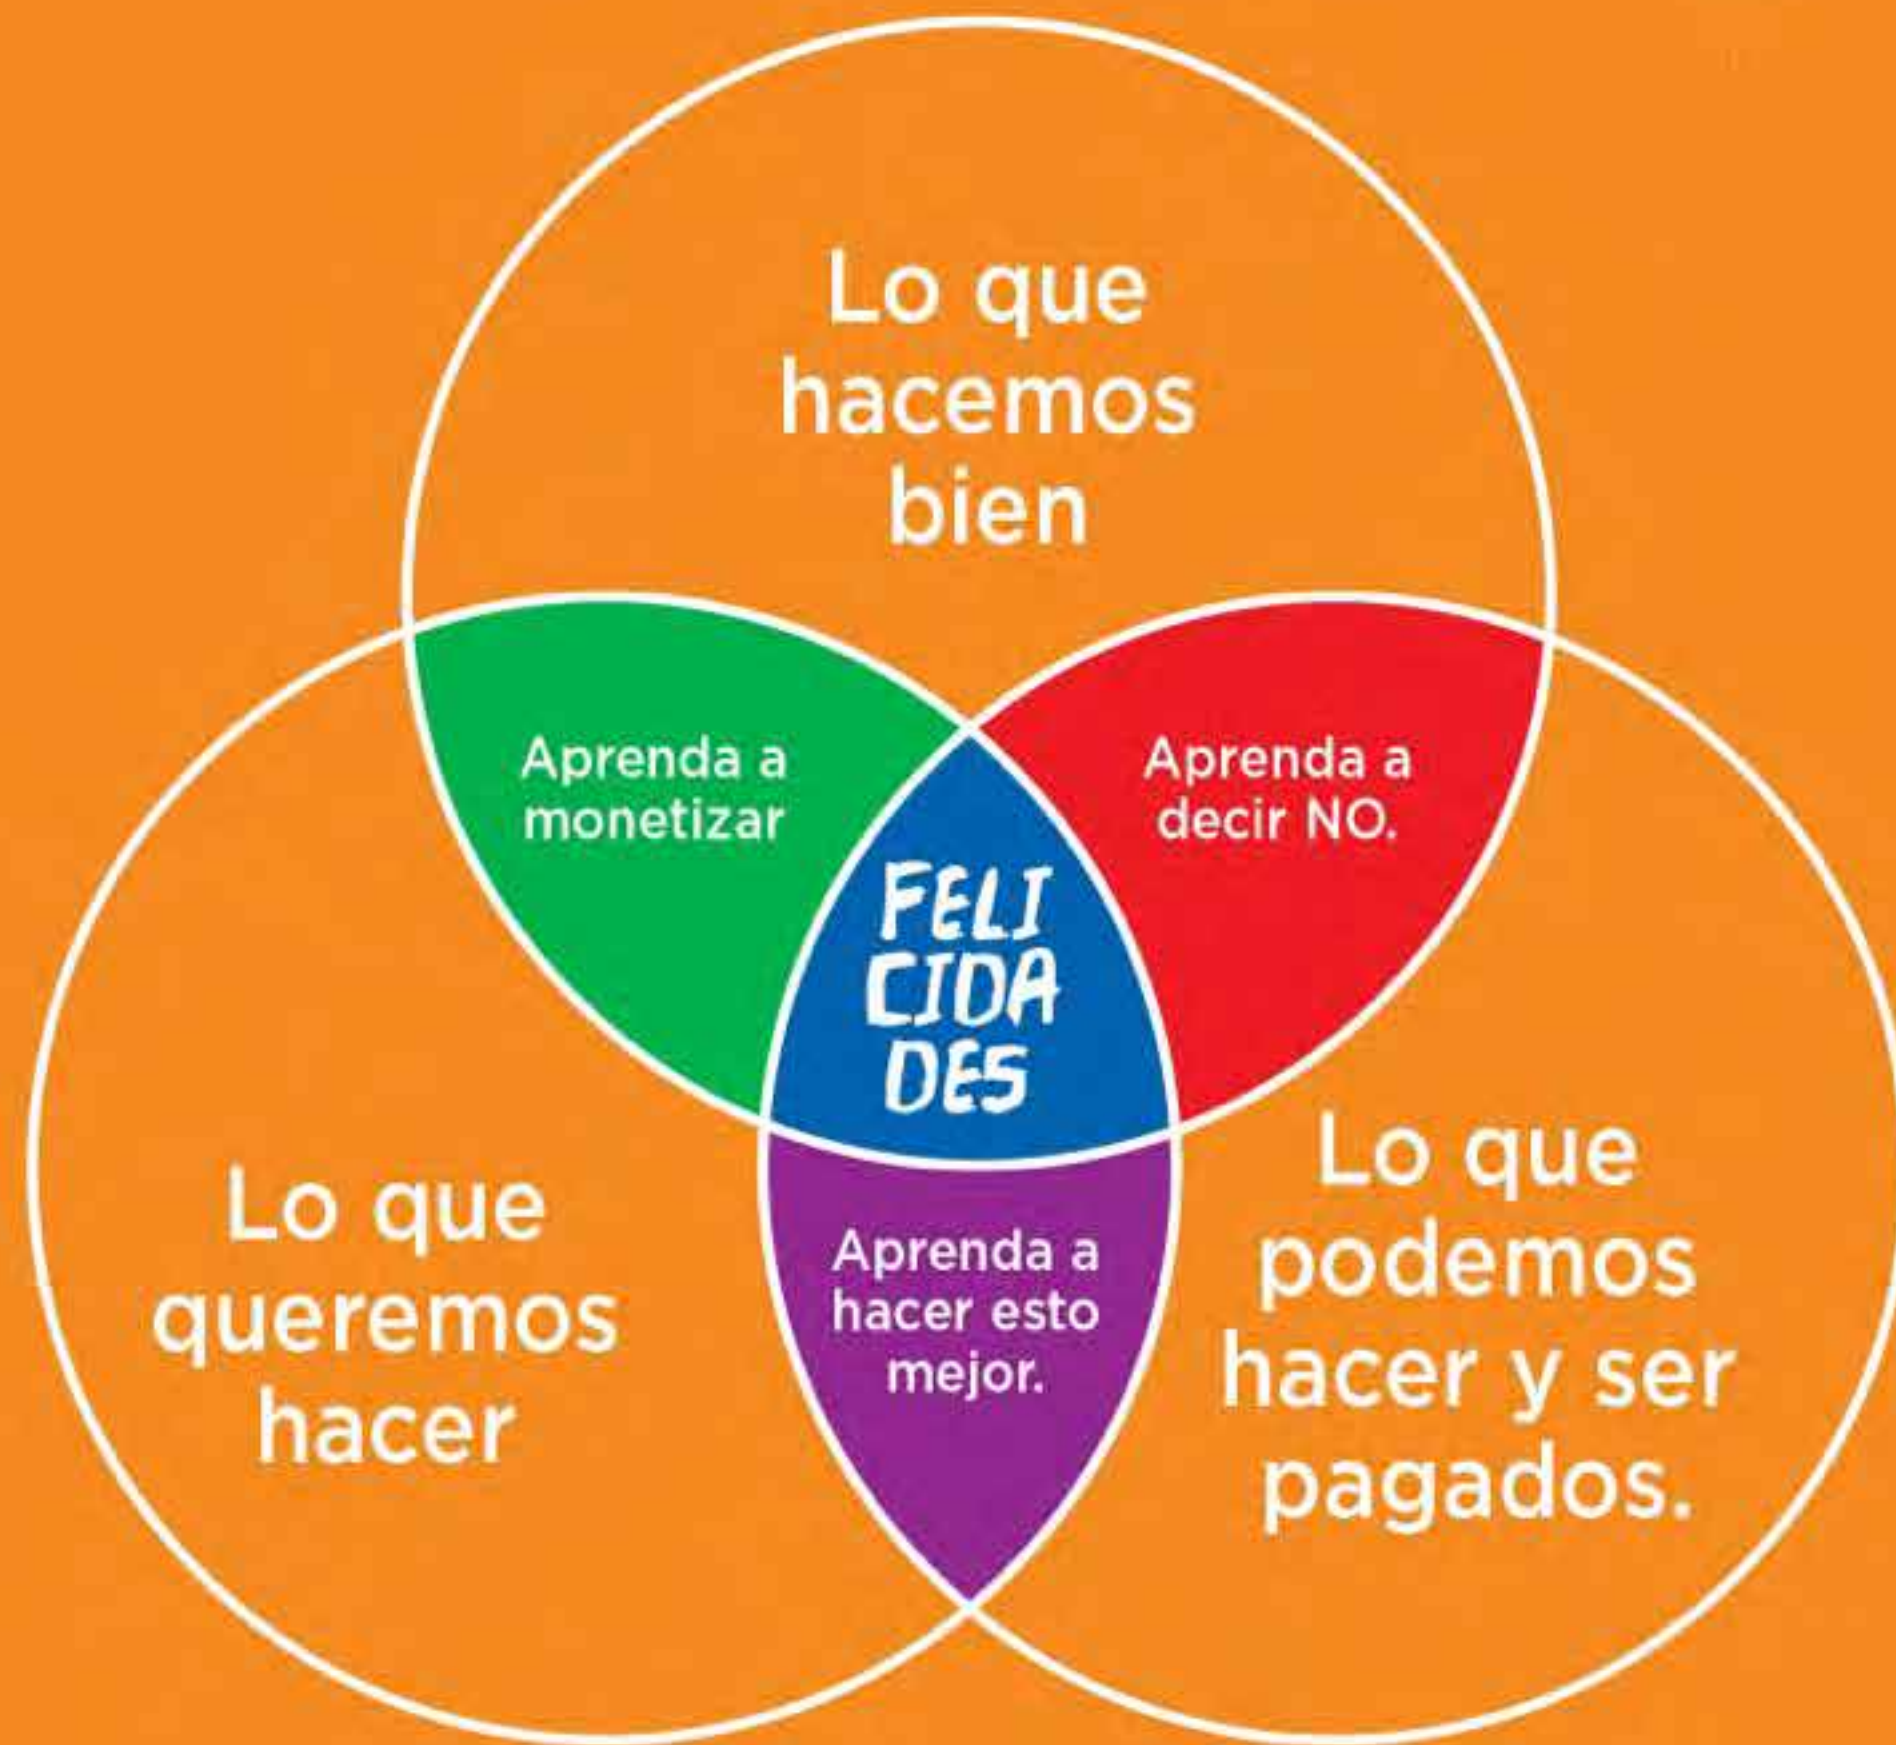 Lo que
hacemos
bien
Aprenda a
monetizar
Aprenda a
decir NO.
FELI
CIDA
DES
Lo que
queremos
hacer
Aprenda a
hacer esto
mejor.
Lo que
podemos
hacer y ser
pagados.